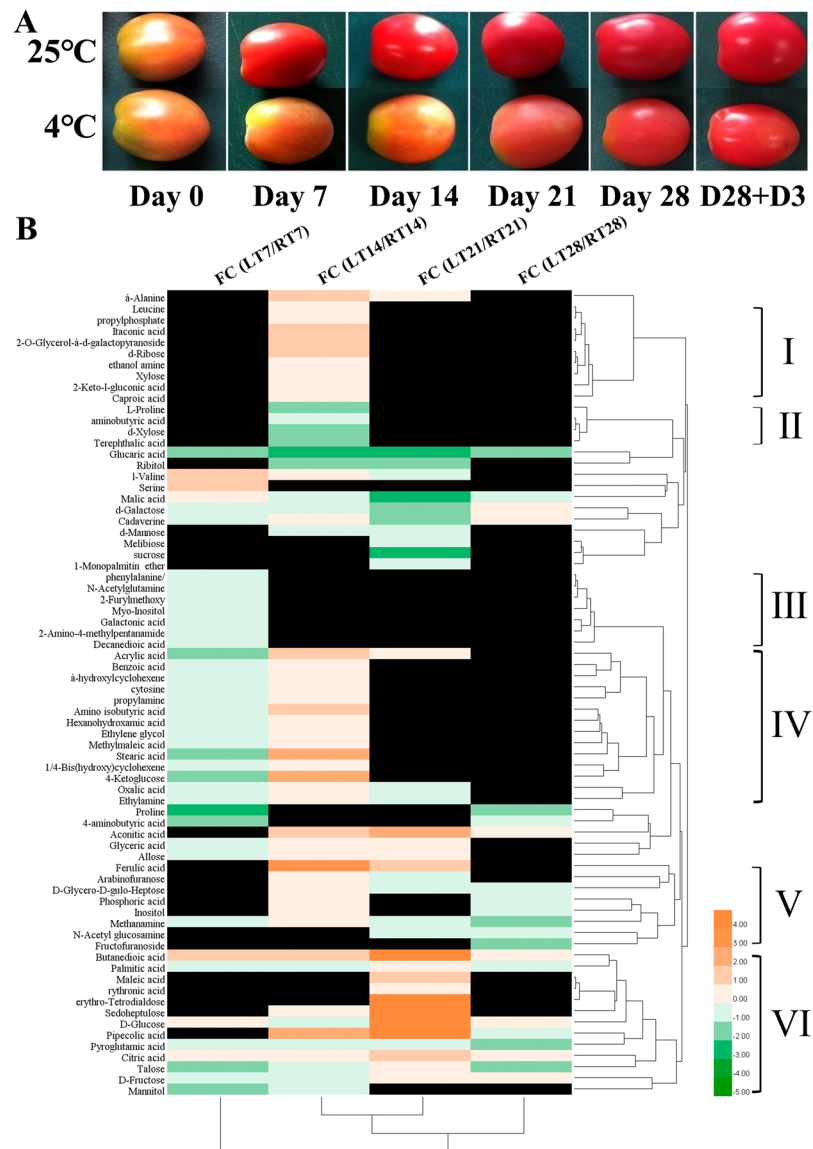 A
25°C
4°C
Day 0 Day 7 Day 14 Day 21 Day 28 D28+D3
B
FC (LT7/RT7) FC (LT14/RT14) FC (LT21/RT21) FC (LT28/RT28)
á-Alanine
Leucine
propylphosphate
Itaconic acid
2-O-Glycerol-à-d-galactopyranoside
d-Ribose
ethanol amine
Xylose
2-Keto-l-gluconic acid
Caproic acid
I
L-Proline
aminobutyric acid
d-Xylose
Terephthalic acid
II
Glucaric acid
Ribitol
l-Valine
Serine
Malic acid
d-Galactose
Cadaverine
d-Mannose
Melibiose
sucrose
1-Monopalmitin ether
phenylalanine/
N-Acetylglutamine
2-Furylmethoxy
Myo-Inositol
Galactonic acid
2-Amino-4-methylpentanamide
Decanedioic acid
III
Acrylic acid
Benzoic acid
à-hydroxylcyclohexene
cytosine
propylamine
Amino isobutyric acid
Hexanohydroxamic acid
Ethylene glycol
Methylmaleic acid
Stearic acid
1/4-Bis(hydroxy)cyclohexene
4-Ketoglucose
Oxalic acid
Ethylamine
IV
Proline
4-aminobutyric acid
Aconitic acid
Glyceric acid
Allose
Ferulic acid
Arabinofuranose
D-Glycero-D-gulo-Heptose
Phosphoric acid
Inositol
Methanamine
N-Acetyl glucosamine
Fructofuranoside
V
Butanedioic acid
Palmitic acid
Maleic acid
rythronic acid
erythro-Tetrodialdose
Sedoheptulose
D-Glucose
Pipecolic acid
Pyroglutamic acid
Citric acid
Talose
D-Fructose
Mannitol
VI
4.00
3.00
2.00
1.00
0.00
-1.00
-2.00
-3.00
-4.00
-5.00